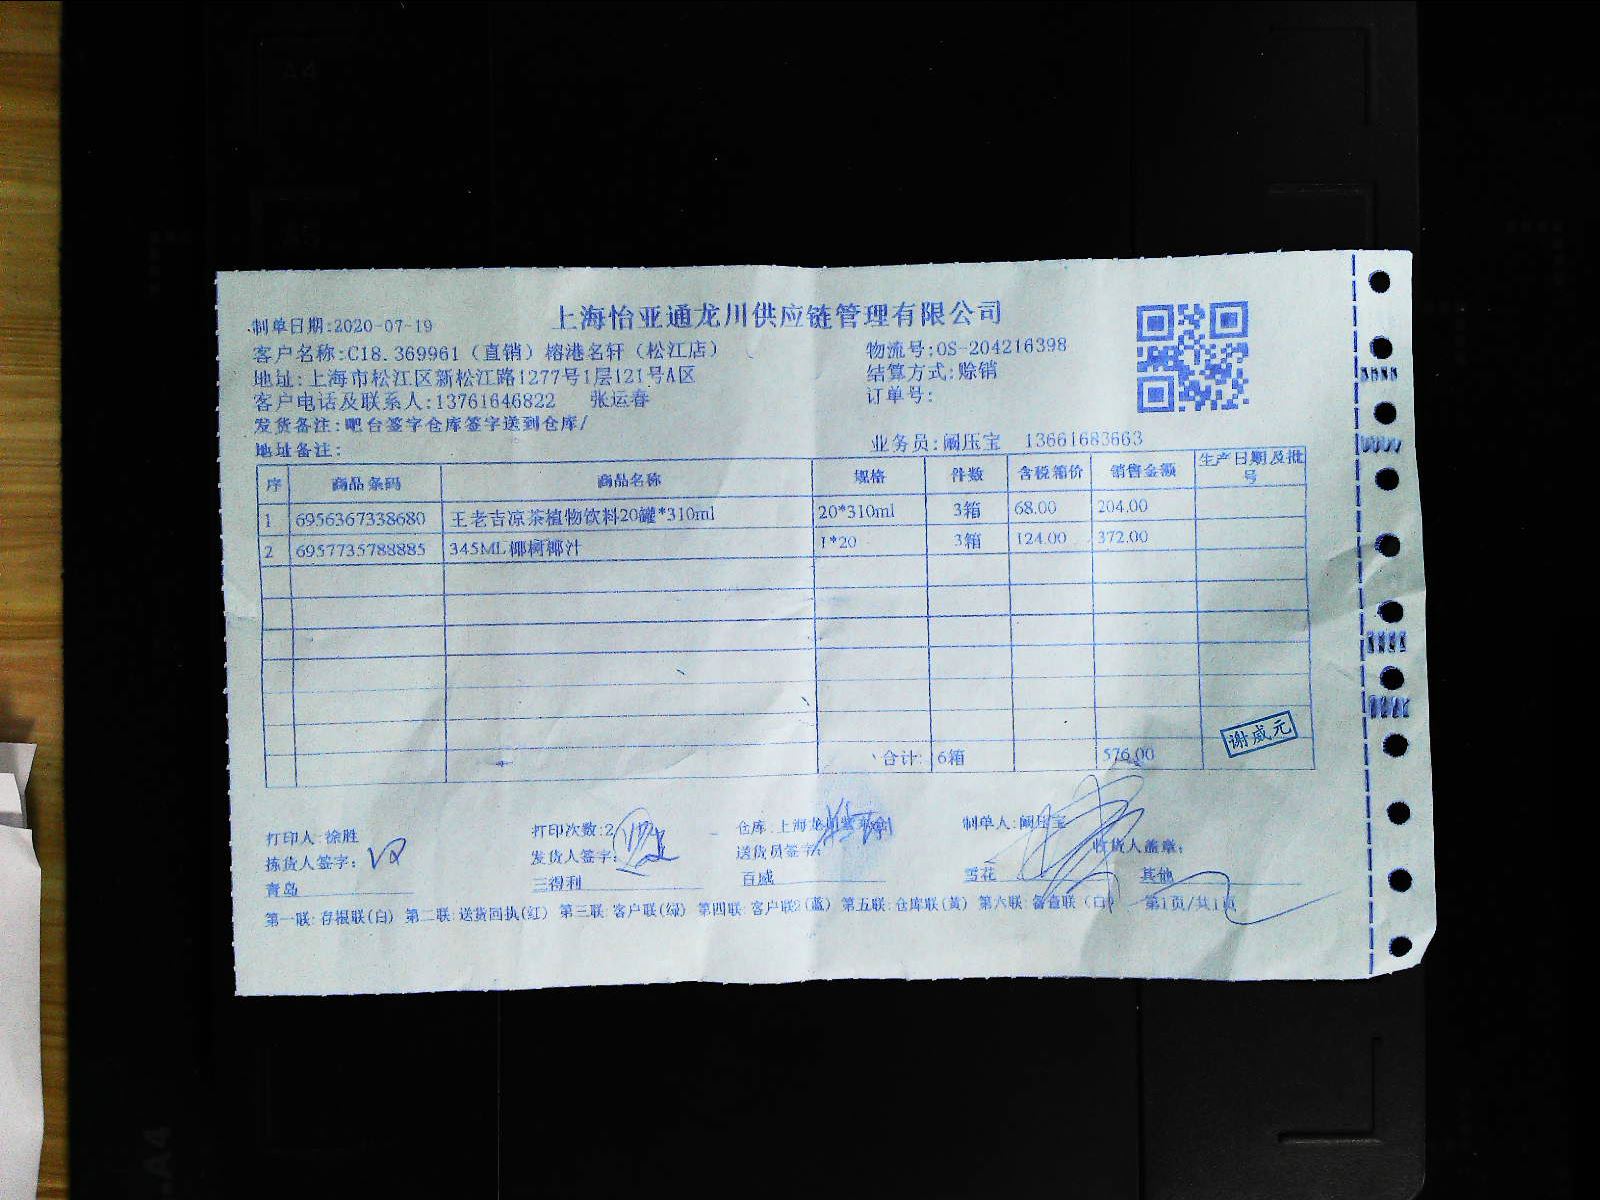 上海怡亚通龙川供应链管理有限公司
制单日期:2020-07-19
客户名称:C18.369961（直销）榕港名轩（松江店） 物流号:OS-204216398
地址:上海市松江区新松江路1277号1层121号A区 结算方式:赊销
客户电话及联系人:13761646822 张运春 订单号:
发货备注:吧台签字仓库签字送到仓库/
地址备注: 业务员:阚压宝 13661683663
序 商品条码 商品名称 规格 件数 含税箱价 销售金额 生产日期及批号
1 6956367338680 王老吉凉茶植物饮料20罐*310ml 20*310ml 3箱 68.00 204.00
2 6957735788885 345ML椰树椰汁 1*20 3箱 124.00 372.00
谢威元
合计: 6箱 576.00
打印人:徐胜 打印次数:2 仓库:上海龙川 制单人:阚压宝
拣货人签字: 发货人签字: 送货员签字: 收货人盖章:
青岛 三得利 百威 雪花 其他
第一联:存根联(白) 第二联:送货回执(红) 第三联:客户联(绿) 第四联:客户联2(蓝) 第五联:仓库联(黄) 第六联:备查联（白） 第1页/共1页